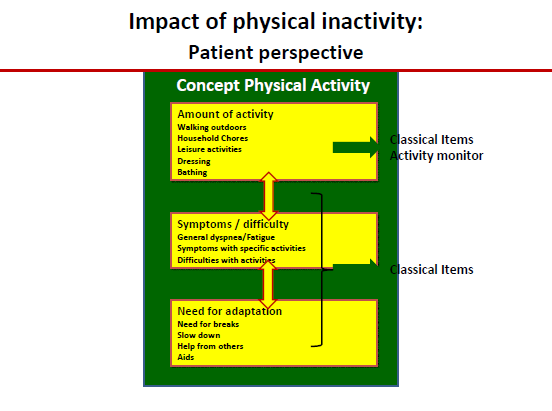 Impact of physical inactivity:
Patient perspective
Concept Physical Activity
Amount of activity
Walking outdoors
Household Chores
Leisure activities
Dressing
Bathing
Classical Items
Activity monitor
Symptoms / difficulty
General dyspnea/Fatigue
Symptoms with specific activities
Difficulties with activities
Classical Items
Need for adaptation
Need for breaks
Slow down
Help from others
Aids